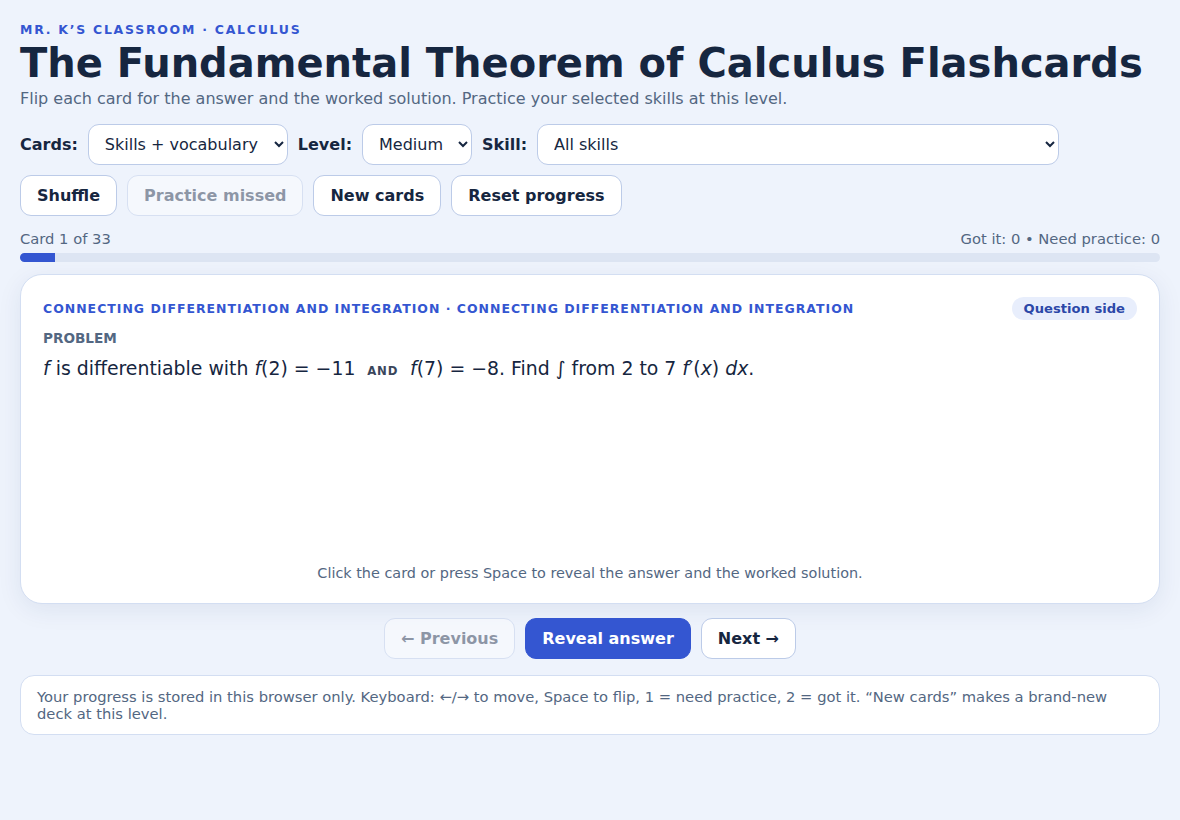 MR. K’S CLASSROOM · CALCULUS
The Fundamental Theorem of Calculus Flashcards
Flip each card for the answer and the worked solution. Practice your selected skills at this level.
Cards: Skills + vocabulary Level: Medium Skill: All skills
Shuffle Practice missed New cards Reset progress
Card 1 of 33 Got it: 0 • Need practice: 0
CONNECTING DIFFERENTIATION AND INTEGRATION · CONNECTING DIFFERENTIATION AND INTEGRATION Question side
PROBLEM
f is differentiable with f(2) = −11 AND f(7) = −8. Find ∫ from 2 to 7 f′(x) dx.
Click the card or press Space to reveal the answer and the worked solution.
← Previous Reveal answer Next →
Your progress is stored in this browser only. Keyboard: ←/→ to move, Space to flip, 1 = need practice, 2 = got it. “New cards” makes a brand-new
deck at this level.